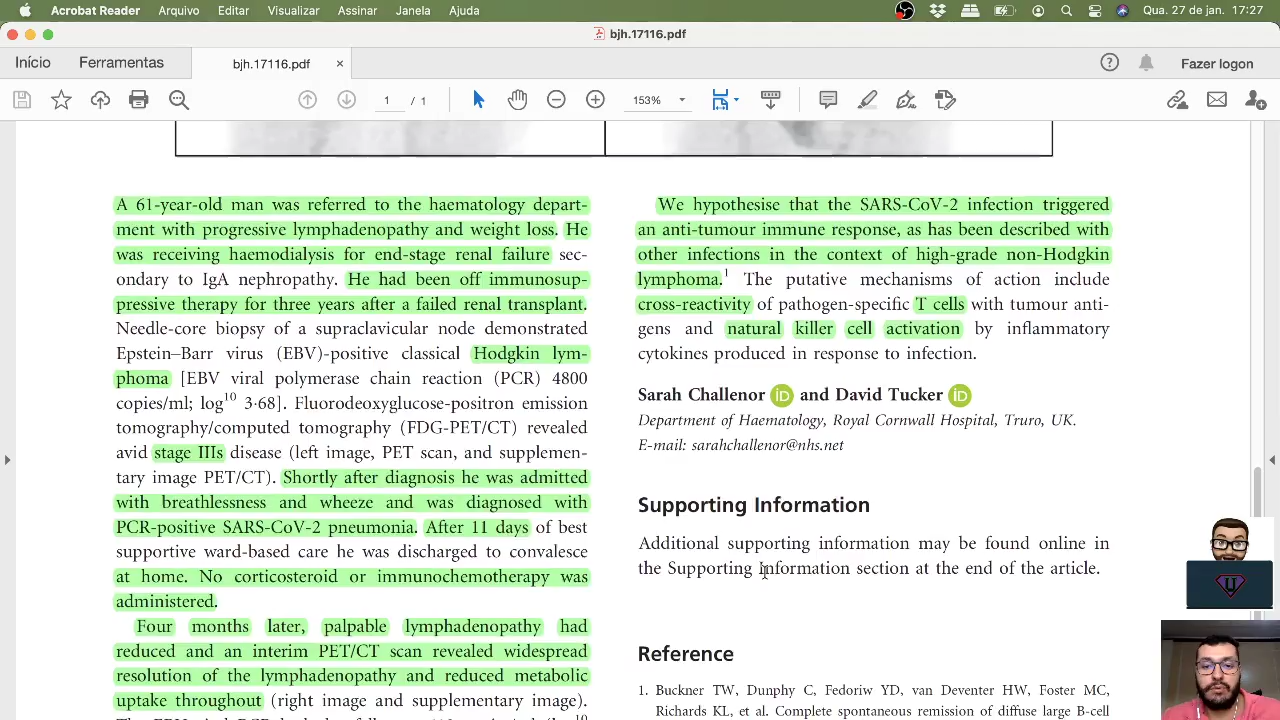 Acrobat Reader Arquivo Editar Visualizar Assinar Janela Ajuda Qua. 27 de jan. 17:27
bjh.17116.pdf
Início Ferramentas bjh.17116.pdf × Fazer logon
1 / 1 153%
A 61-year-old man was referred to the haematology depart-
ment with progressive lymphadenopathy and weight loss. He
was receiving haemodialysis for end-stage renal failure sec-
ondary to IgA nephropathy. He had been off immunosup-
pressive therapy for three years after a failed renal transplant.
Needle-core biopsy of a supraclavicular node demonstrated
Epstein–Barr virus (EBV)-positive classical Hodgkin lym-
phoma [EBV viral polymerase chain reaction (PCR) 4800
copies/ml; log10 3·68]. Fluorodeoxyglucose-positron emission
tomography/computed tomography (FDG-PET/CT) revealed
avid stage IIIs disease (left image, PET scan, and supplemen-
tary image PET/CT). Shortly after diagnosis he was admitted
with breathlessness and wheeze and was diagnosed with
PCR-positive SARS-CoV-2 pneumonia. After 11 days of best
supportive ward-based care he was discharged to convalesce
at home. No corticosteroid or immunochemotherapy was
administered.
Four months later, palpable lymphadenopathy had
reduced and an interim PET/CT scan revealed widespread
resolution of the lymphadenopathy and reduced metabolic
uptake throughout (right image and supplementary image).
We hypothesise that the SARS-CoV-2 infection triggered
an anti-tumour immune response, as has been described with
other infections in the context of high-grade non-Hodgkin
lymphoma.1 The putative mechanisms of action include
cross-reactivity of pathogen-specific T cells with tumour anti-
gens and natural killer cell activation by inflammatory
cytokines produced in response to infection.
Sarah Challenor iD and David Tucker iD
Department of Haematology, Royal Cornwall Hospital, Truro, UK.
E-mail: sarahchallenor@nhs.net
Supporting Information
Additional supporting information may be found online in
the Supporting Information section at the end of the article.
Reference
1. Buckner TW, Dunphy C, Fedoriw YD, van Deventer HW, Foster MC,
Richards KL, et al. Complete spontaneous remission of diffuse large B-cell